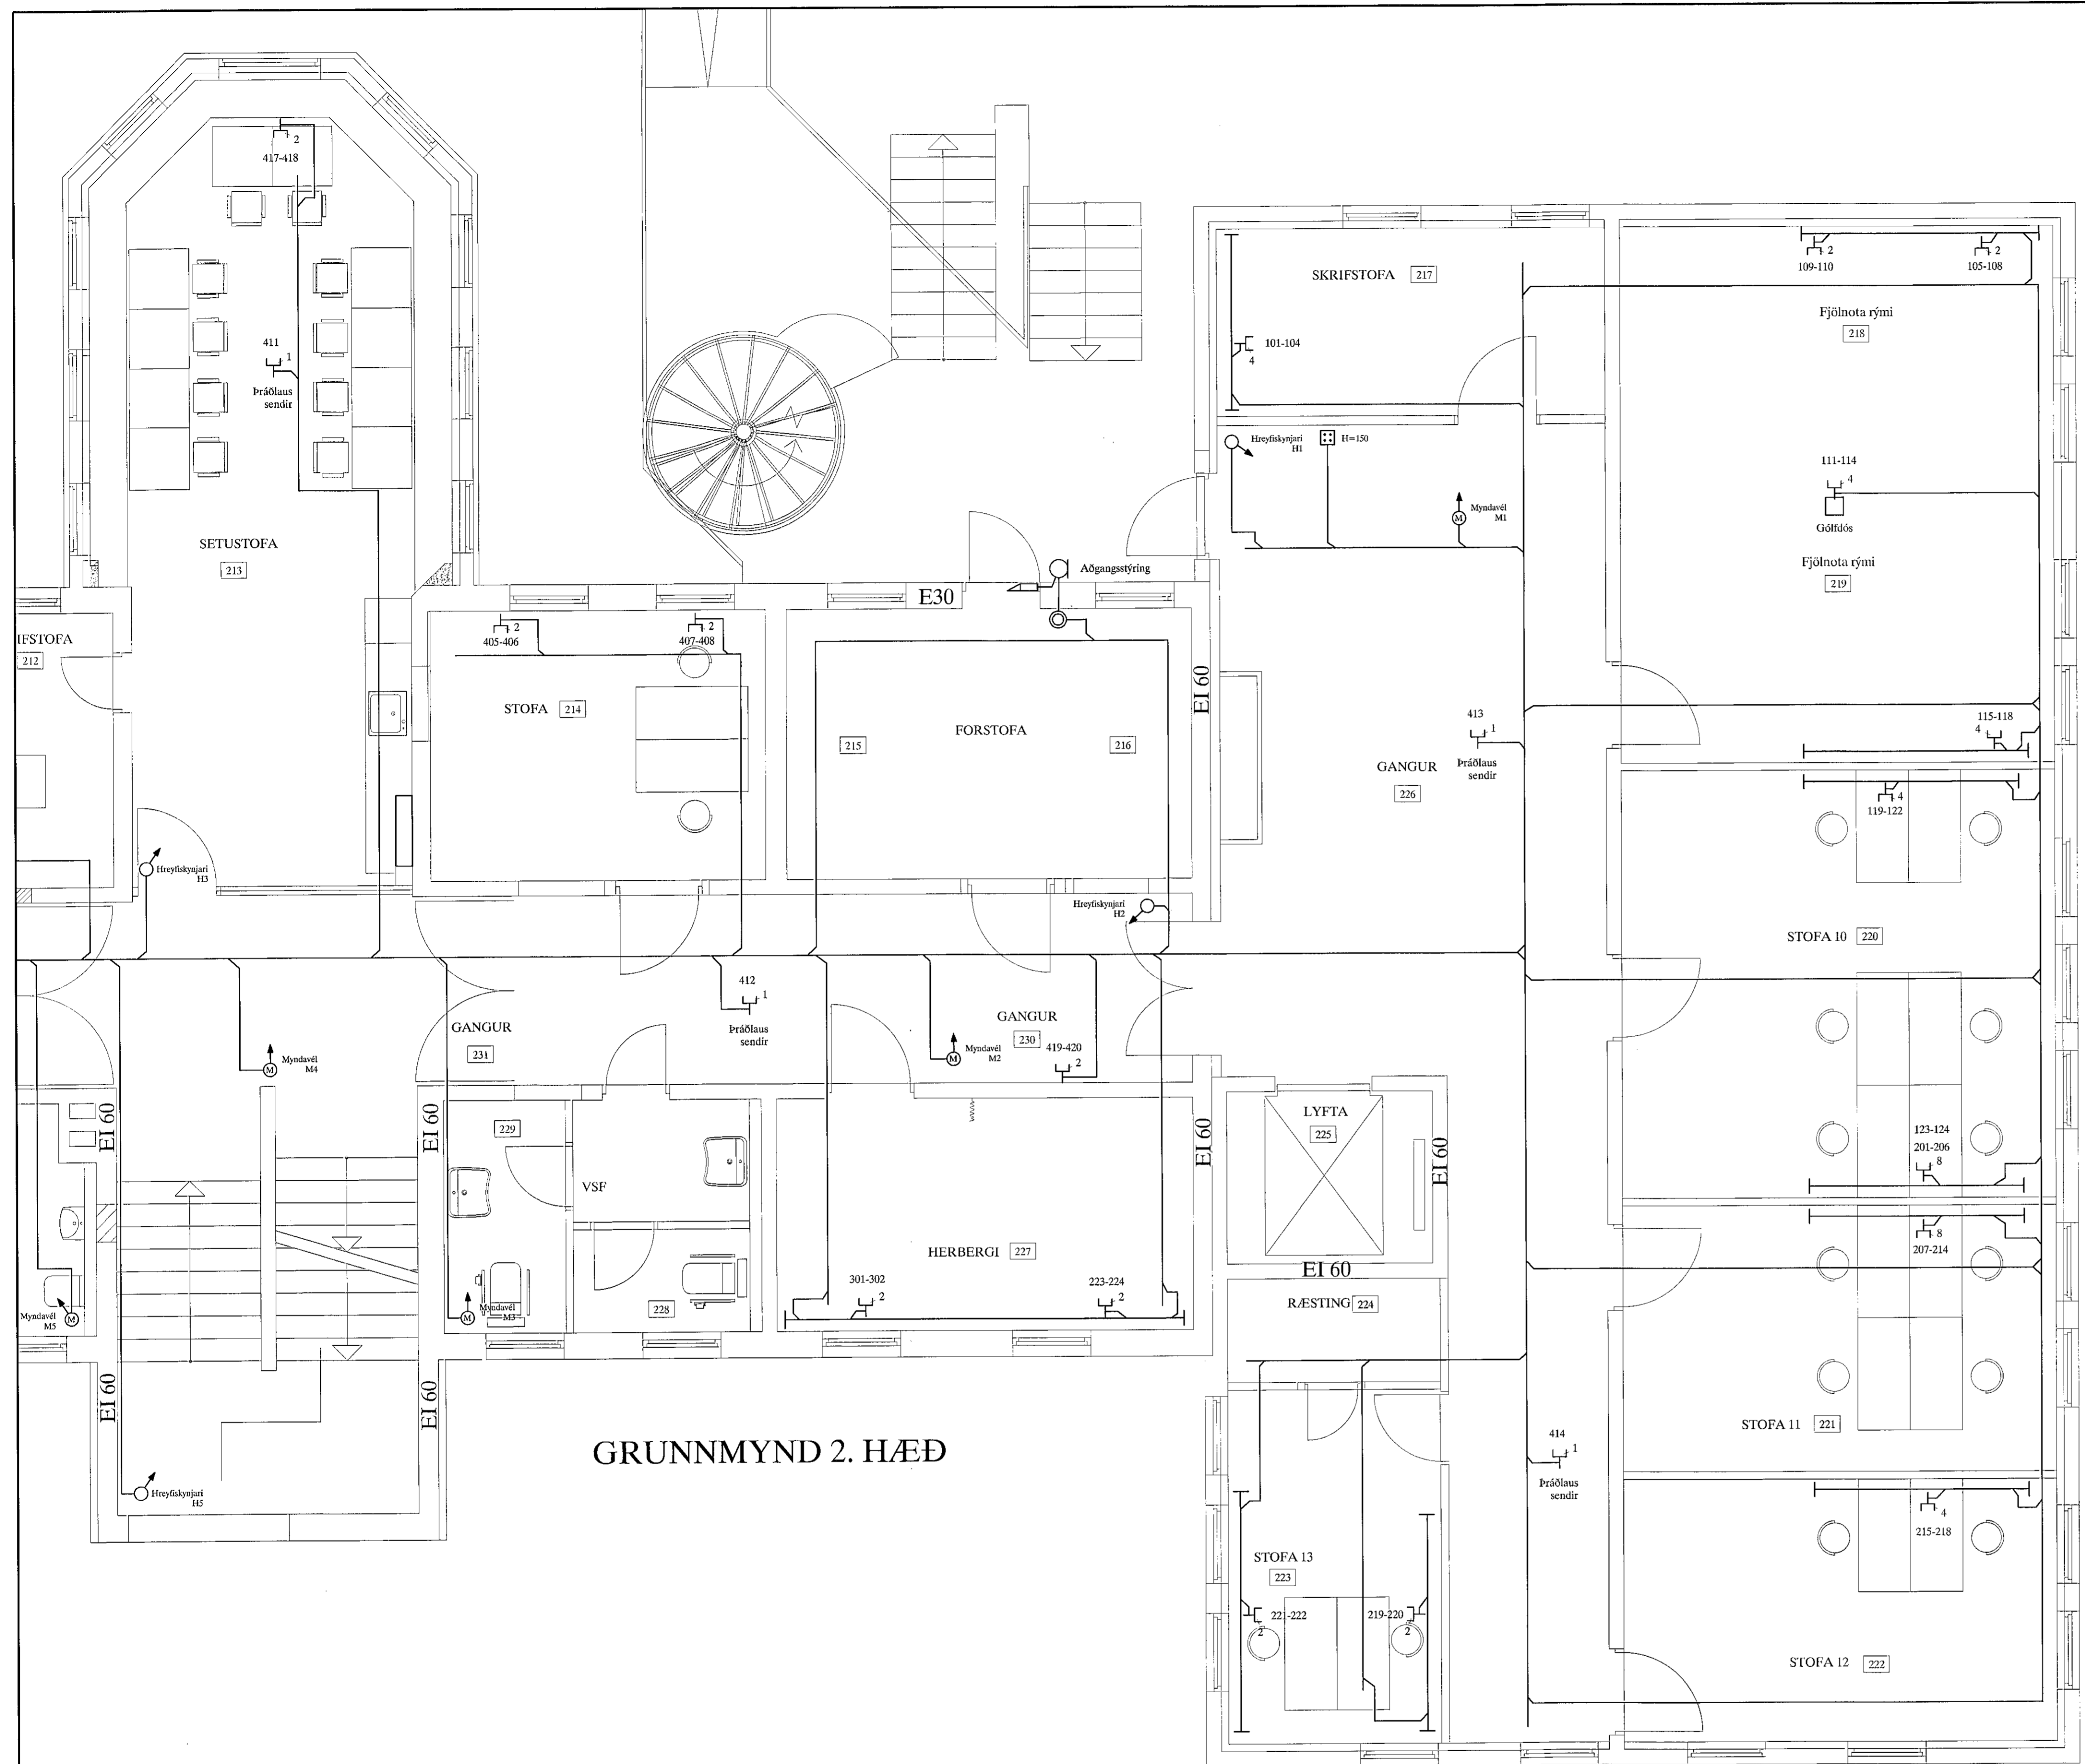 2
417-418
SKRIFSTOFA 217
2
109-110
2
105-108
Fjölnota rými
218
411
1
Þráðlaus
sendir
101-104
4
Hreyfiskynjari
H1
H=150
Myndavél
M1
111-114
4
Gólfdós
SETUSTOFA
213
Aðgangsstýring
E30
Fjölnota rými
219
IFSTOFA
212
2
405-406
2
407-408
EI 60
STOFA 214
215
FORSTOFA
216
413
1
Þráðlaus
sendir
GANGUR
226
115-118
4
4
119-122
Hreyfiskynjari
H3
Hreyfiskynjari
H2
STOFA 10 220
412
1
Þráðlaus
sendir
GANGUR
231
GANGUR
230
Myndavél
M2
419-420
2
Myndavél
M4
EI 60
EI 60
229
EI 60
LYFTA
225
EI 60
123-124
201-206
8
VSF
8
207-214
HERBERGI 227
EI 60
301-302
2
223-224
2
RÆSTING 224
Myndavél
M5
Myndavél
M3
228
EI 60
EI 60
GRUNNMYND 2. HÆÐ
STOFA 11 221
414
1
Þráðlaus
sendir
Hreyfiskynjari
H5
4
215-218
STOFA 13
223
221-222
2
219-220
2
STOFA 12 222
M
M
M
M
M